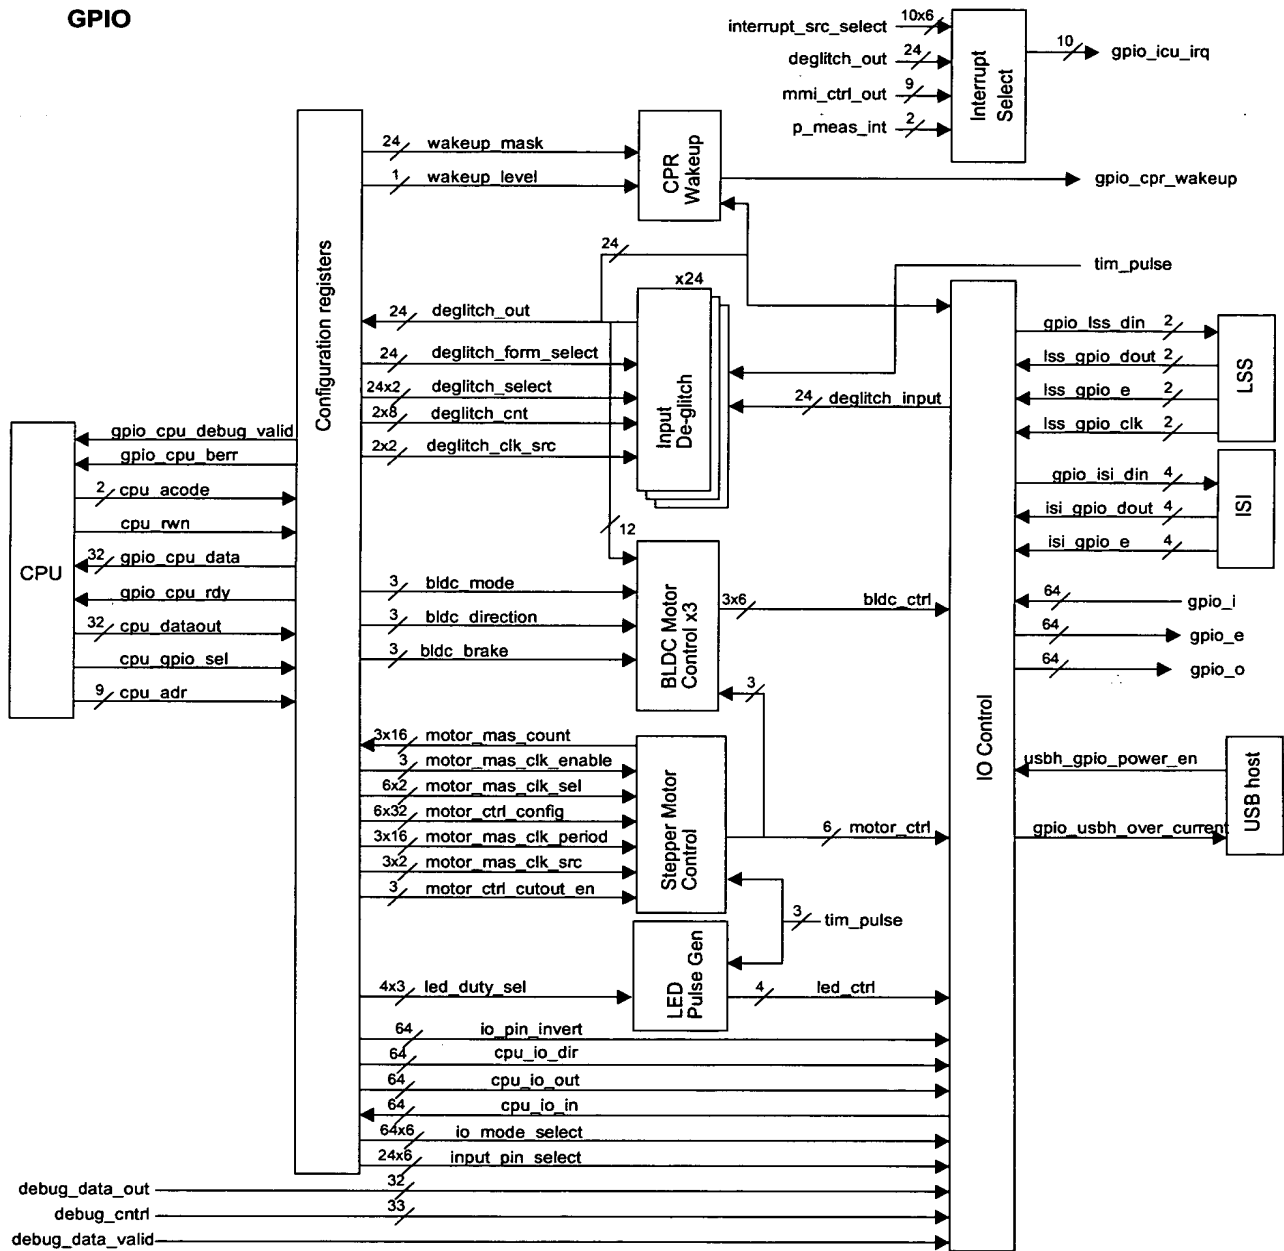 GPIO
interrupt_src_select 10x6
deglitch_out 24
mmi_ctrl_out 9
p_meas_int 2
Interrupt
Select
10 gpio_icu_irq
Configuration registers
24 wakeup_mask
1 wakeup_level
CPR
Wakeup
gpio_cpr_wakeup
24
tim_pulse
x24
24 deglitch_out
24 deglitch_form_select
24x2 deglitch_select
2x8 deglitch_cnt
2x2 deglitch_clk_src
Input
De-glitch
24 deglitch_input
12
gpio_lss_din 2
lss_gpio_dout 2
lss_gpio_e 2
lss_gpio_clk 2
LSS
gpio_isi_din 4
isi_gpio_dout 4
isi_gpio_e 4
ISI
CPU
gpio_cpu_debug_valid
gpio_cpu_berr
2 cpu_acode
cpu_rwn
32 gpio_cpu_data
gpio_cpu_rdy
32 cpu_dataout
cpu_gpio_sel
9 cpu_adr
3 bldc_mode
3 bldc_direction
3 bldc_brake
BLDC Motor
Control x3
3x6 bldc_ctrl
3
64 gpio_i
64 gpio_e
64 gpio_o
IO Control
3x16 motor_mas_count
3 motor_mas_clk_enable
6x2 motor_mas_clk_sel
6x32 motor_ctrl_config
3x16 motor_mas_clk_period
3x2 motor_mas_clk_src
3 motor_ctrl_cutout_en
Stepper Motor
Control
6 motor_ctrl
usbh_gpio_power_en
gpio_usbh_over_current
USB host
3 tim_pulse
4x3 led_duty_sel
LED
Pulse Gen
4 led_ctrl
64 io_pin_invert
64 cpu_io_dir
64 cpu_io_out
64 cpu_io_in
64x6 io_mode_select
24x6 input_pin_select
debug_data_out 32
debug_cntrl 33
debug_data_valid